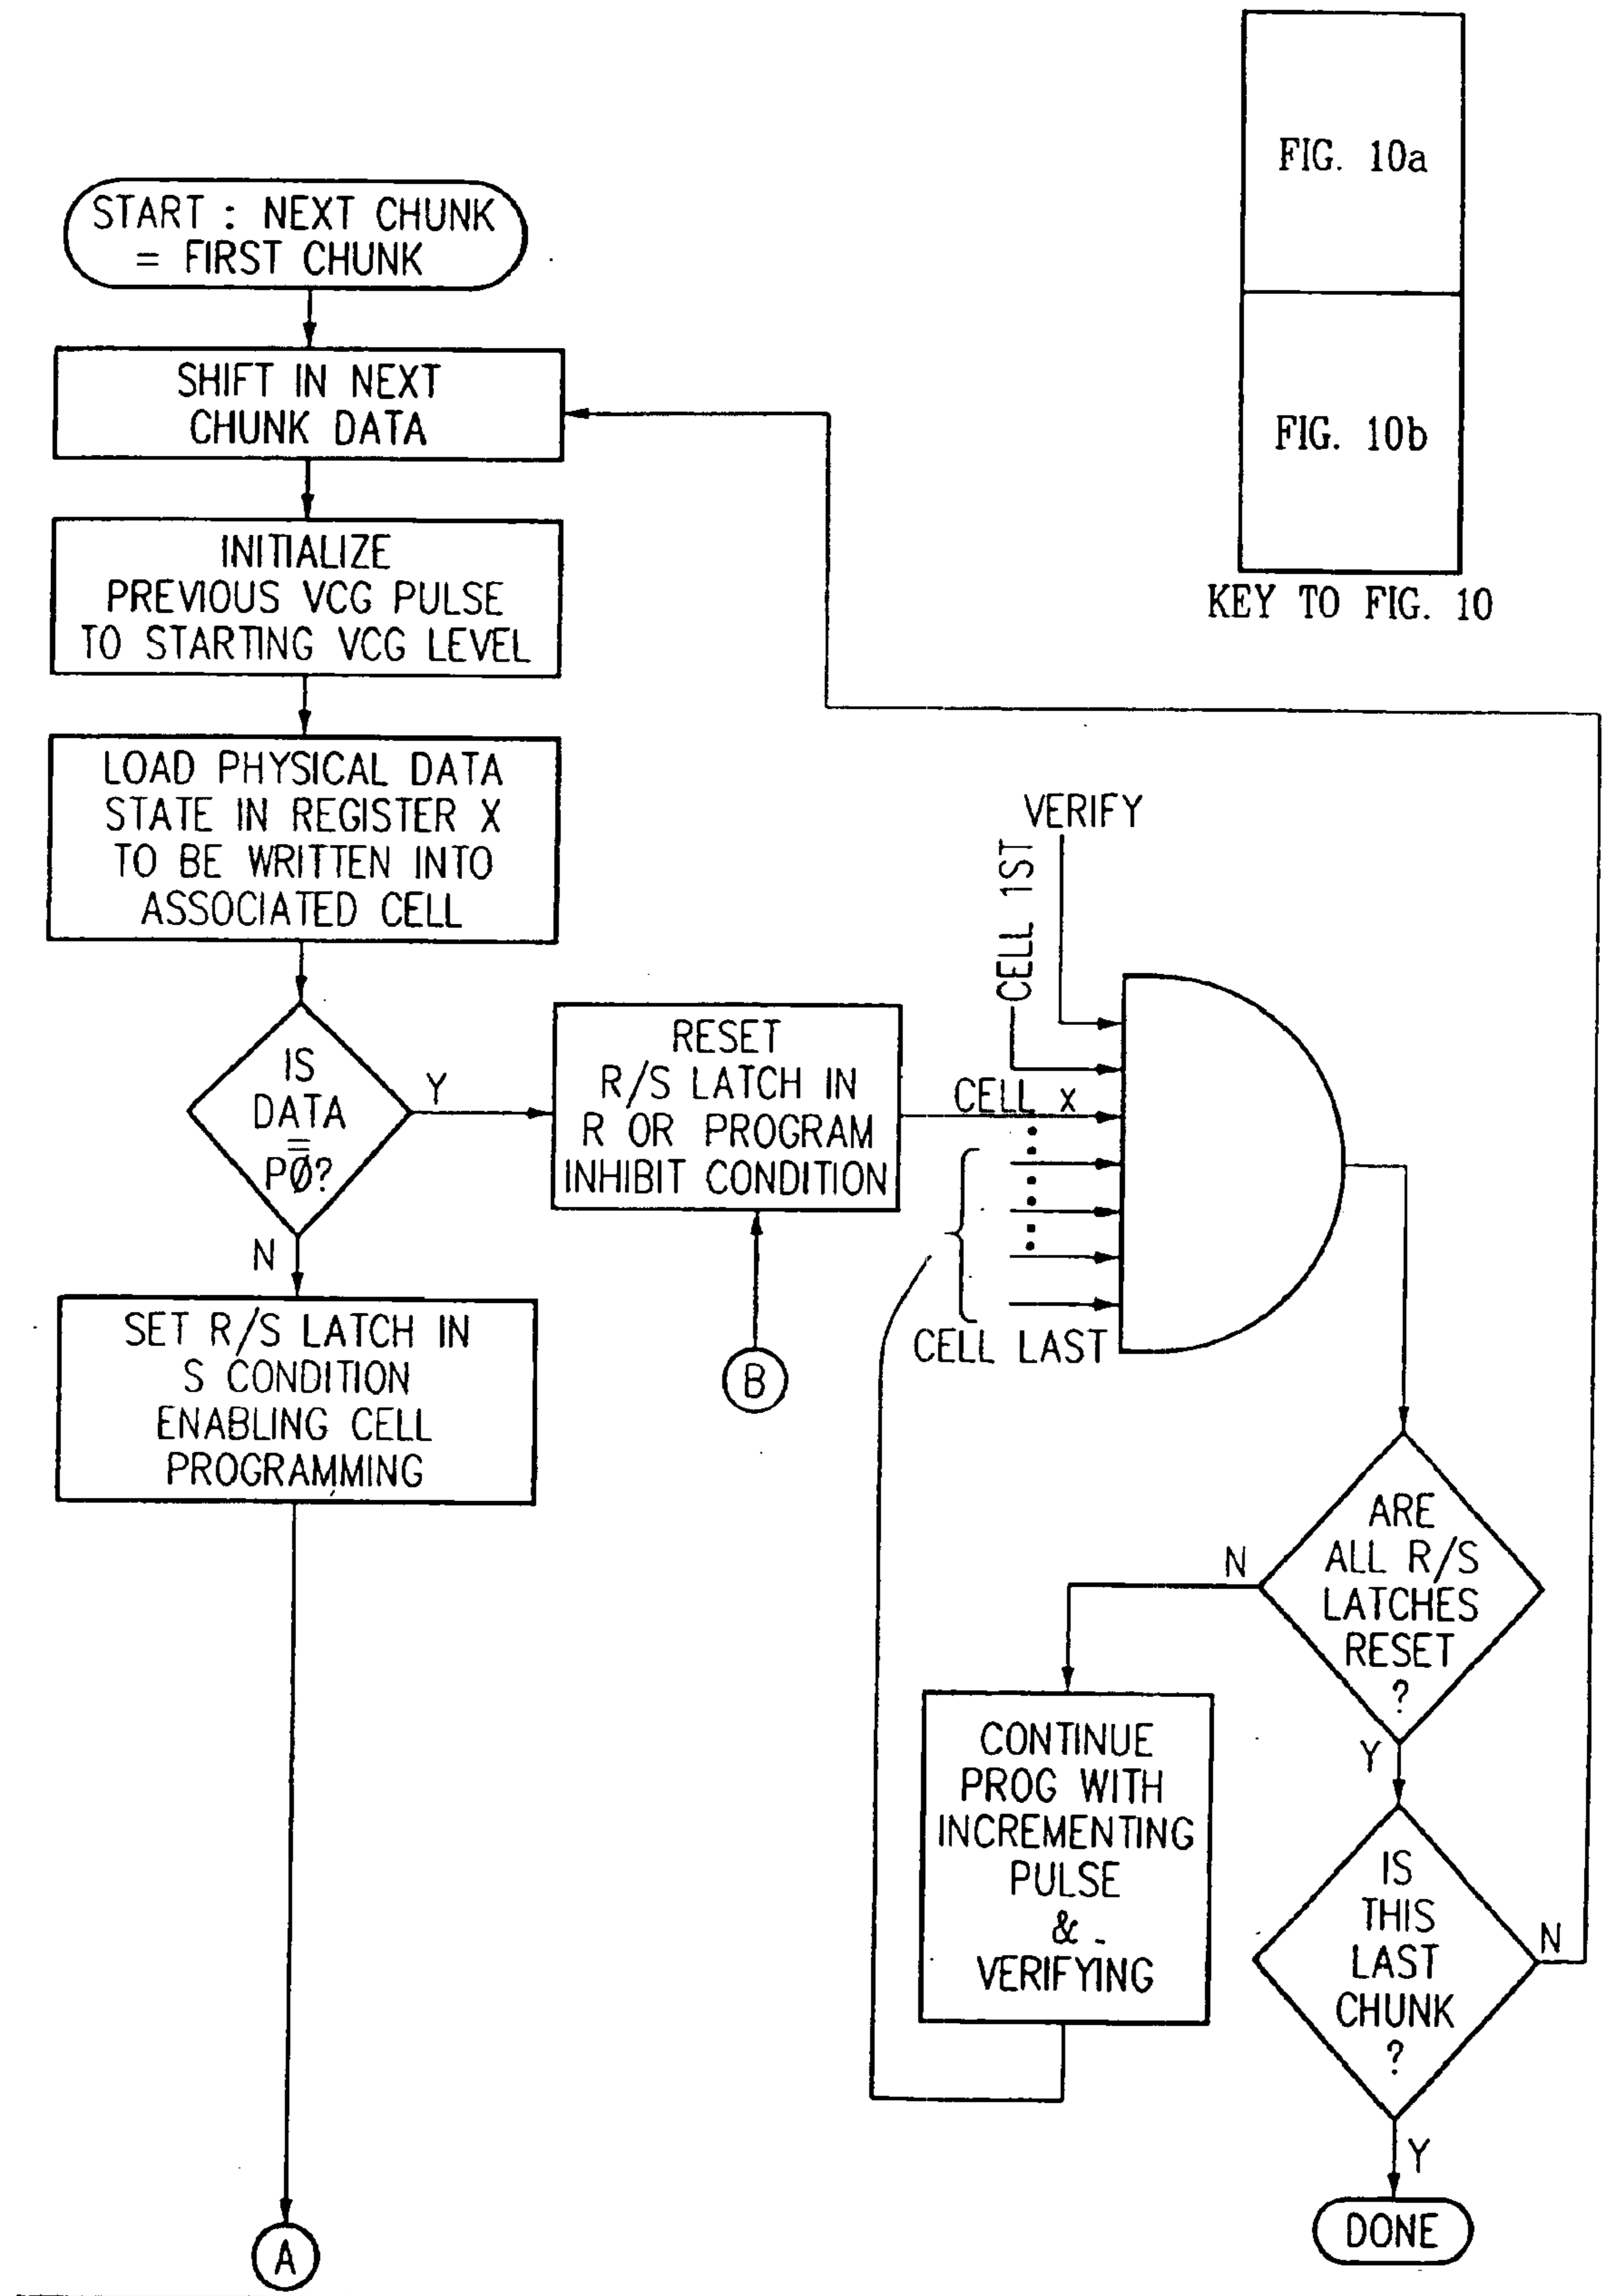 START : NEXT CHUNK
= FIRST CHUNK
SHIFT IN NEXT
CHUNK DATA
INITIALIZE
PREVIOUS VCG PULSE
TO STARTING VCG LEVEL
LOAD PHYSICAL DATA
STATE IN REGISTER X
TO BE WRITTEN INTO
ASSOCIATED CELL
IS
DATA
=
PØ?
Y
N
RESET
R/S LATCH IN
R OR PROGRAM
INHIBIT CONDITION
B
SET R/S LATCH IN
S CONDITION
ENABLING CELL
PROGRAMMING
A
FIG. 10a
FIG. 10b
KEY TO FIG. 10
VERIFY
CELL 1ST
CELL X
CELL LAST
ARE
ALL R/S
LATCHES
RESET
?
N
Y
CONTINUE
PROG WITH
INCREMENTING
PULSE
&
VERIFYING
IS
THIS
LAST
CHUNK
?
N
Y
DONE